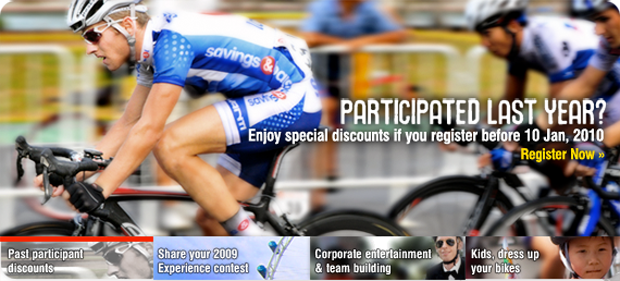 savings&
savings&
PARTICIPATED LAST YEAR?
Enjoy special discounts if you register before 10 Jan, 2010
Register Now »
Past participant
discounts
Share your 2009
Experience contest
Corporate entertainment
& team building
Kids, dress up
your bikes